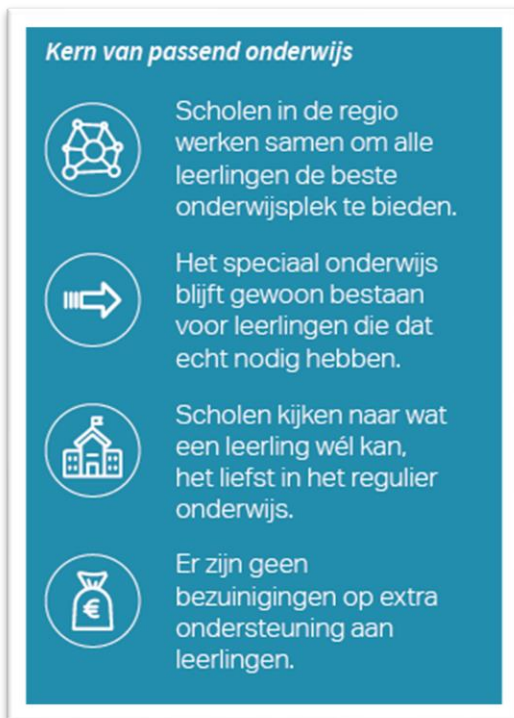 Kern van passend onderwijs
Scholen in de regio
werken samen om alle
leerlingen de beste
onderwijsplek te bieden.
Het speciaal onderwijs
blijft gewoon bestaan
voor leerlingen die dat
echt nodig hebben.
Scholen kijken naar wat
een leerling wél kan,
het liefst in het regulier
onderwijs.
Er zijn geen
bezuinigingen op extra
ondersteuning aan
leerlingen.
€